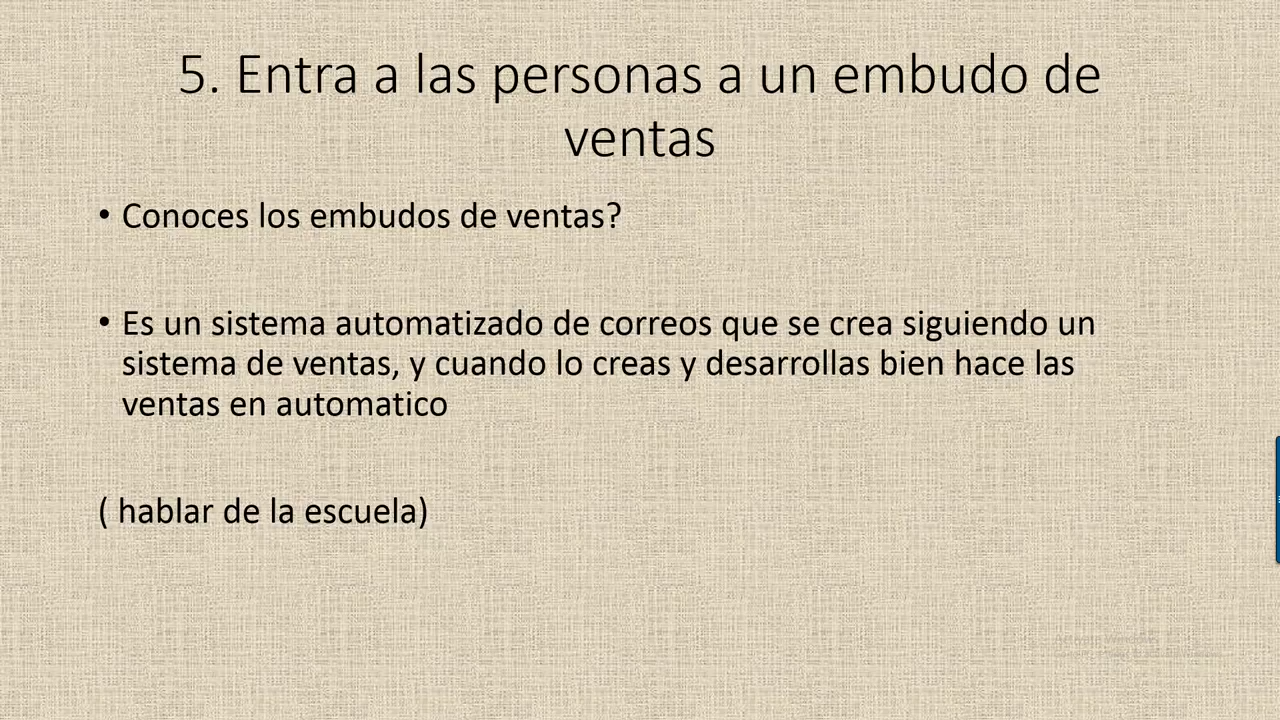 5. Entra a las personas a un embudo de
ventas
• Conoces los embudos de ventas?
• Es un sistema automatizado de correos que se crea siguiendo un
sistema de ventas, y cuando lo creas y desarrollas bien hace las
ventas en automatico
( hablar de la escuela)